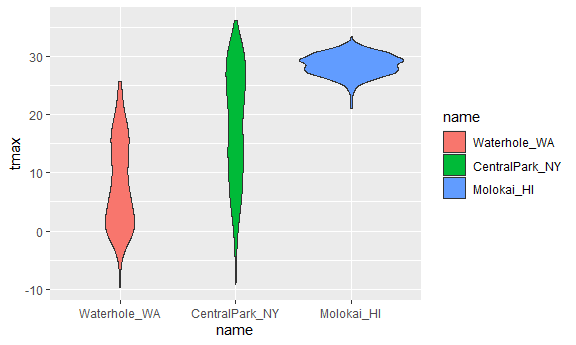 30
20
10
0
-10
tmax
Waterhole_WA
CentralPark_NY
Molokai_HI
name
name
Waterhole_WA
CentralPark_NY
Molokai_HI